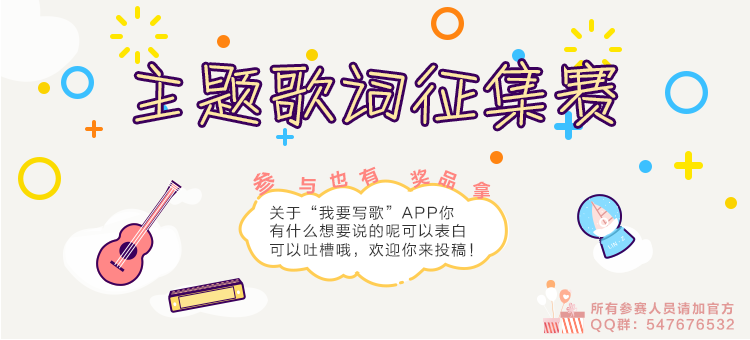 主题歌词征集赛
参与也有 奖品拿
关于“我要写歌”APP你
有什么想要说的呢可以表白
可以吐槽哦，欢迎你来投稿！
所有参赛人员请加官方
QQ群：547676532